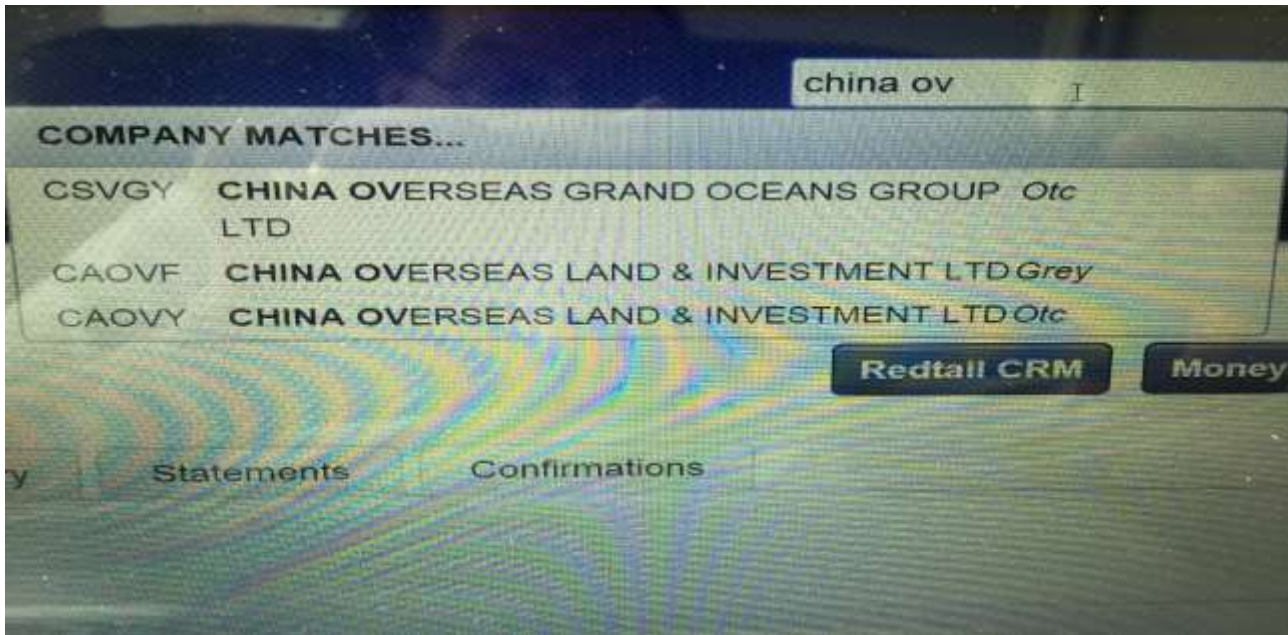 china ov
COMPANY MATCHES...
CSVGY CHINA OVERSEAS GRAND OCEANS GROUP Otc
LTD
CAOVF CHINA OVERSEAS LAND & INVESTMENT LTD Grey
CAOVY CHINA OVERSEAS LAND & INVESTMENT LTD Otc
Redtail CRM Money
y Statements Confirmations